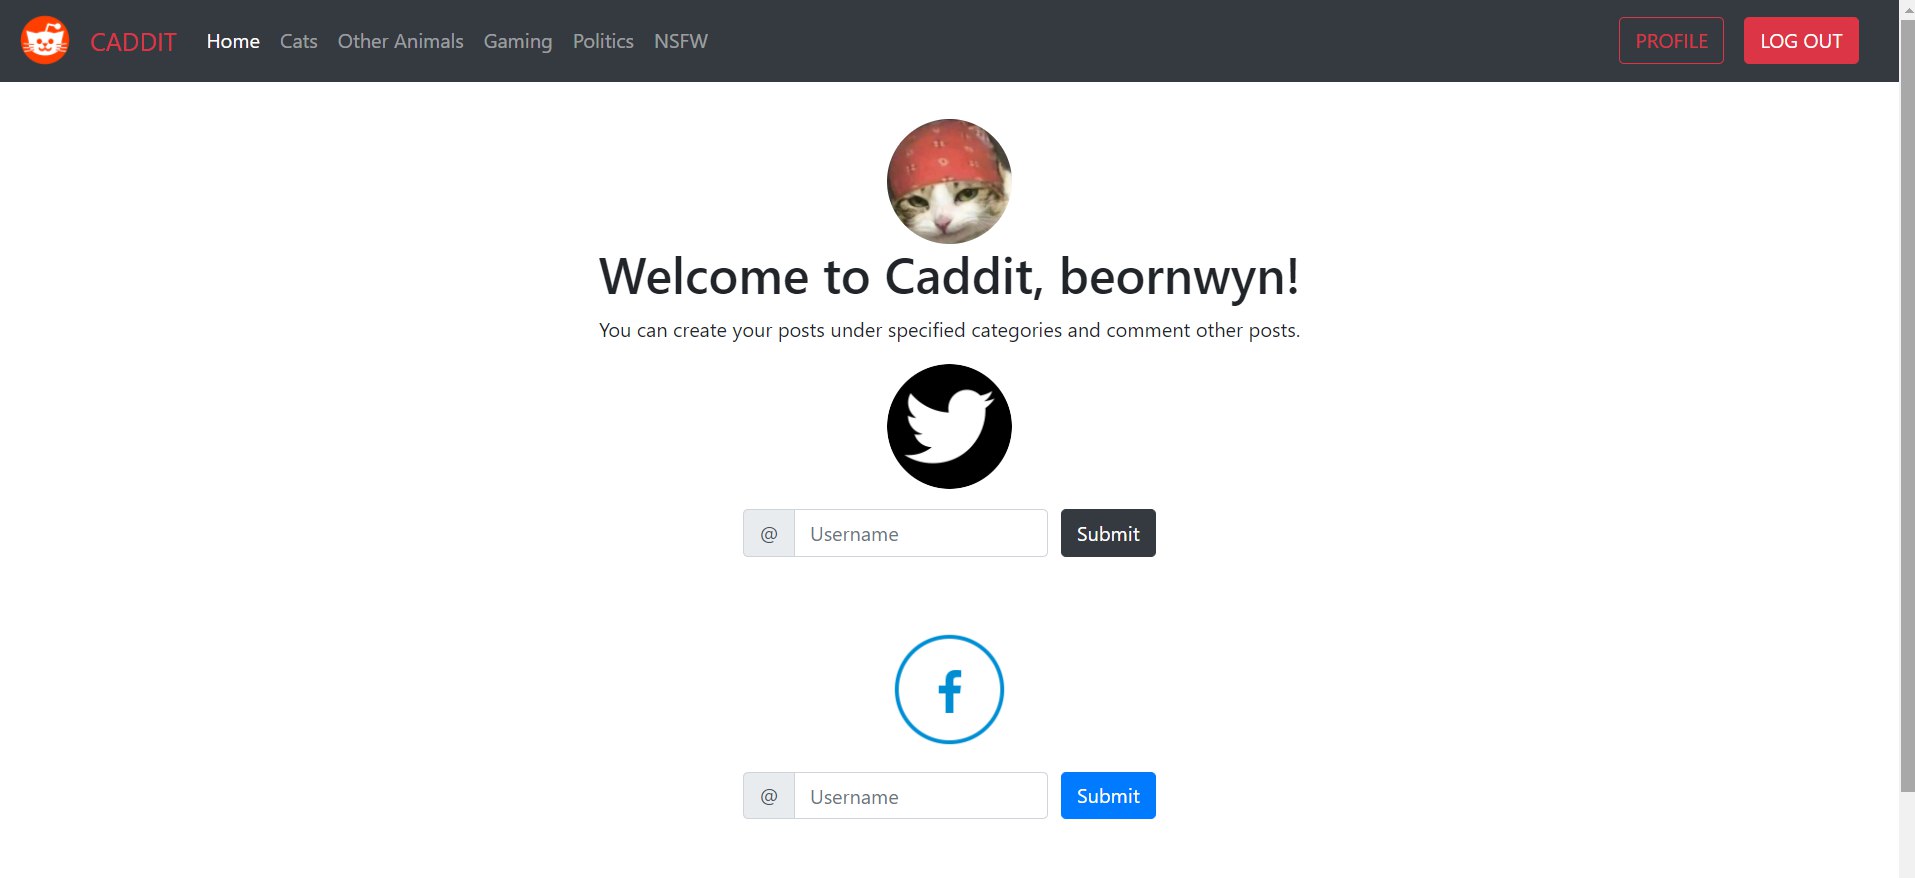 CADDIT Home Cats Other Animals Gaming Politics NSFW PROFILE LOG OUT
Welcome to Caddit, beornwyn!
You can create your posts under specified categories and comment other posts.
@ Username Submit
f
@ Username Submit